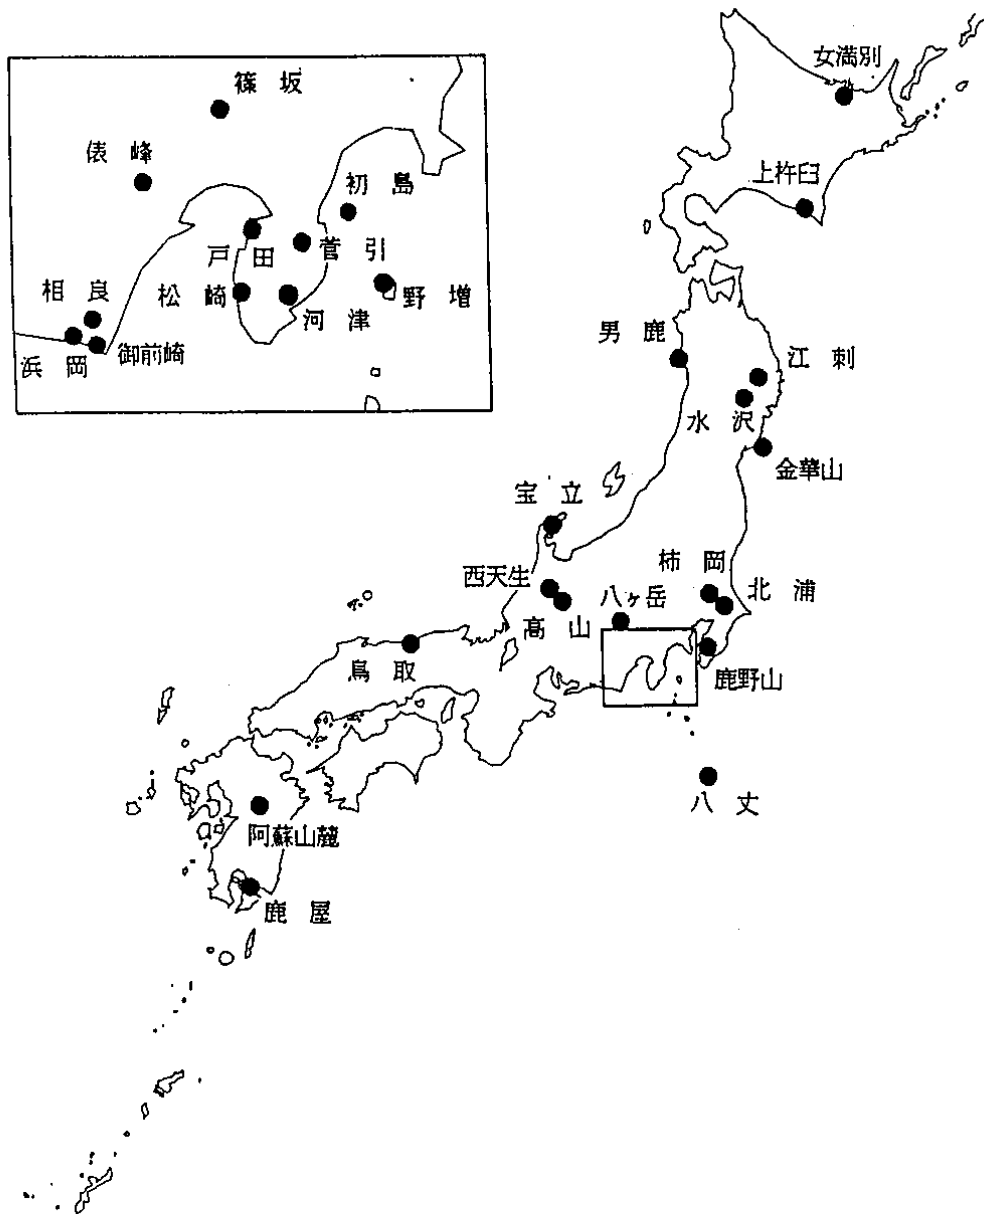 篠坂
俵峰
初島
戸田
菅引
相良
松崎
野増
河津
御前崎
浜岡
女満別
上杵臼
男鹿
江刺
水沢
金華山
宝立
柿岡
西天生
北浦
八ヶ岳
高山
鳥取
鹿野山
八丈
阿蘇山麓
鹿屋